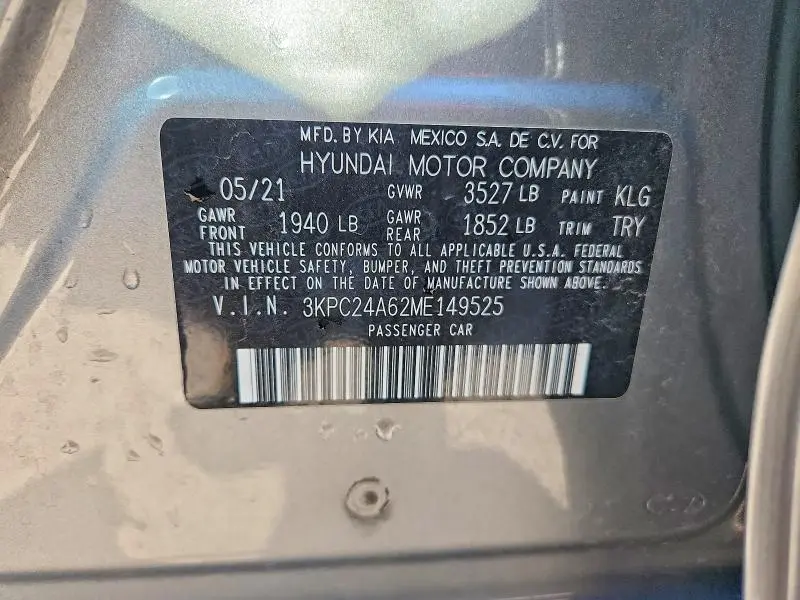 MFD. BY KIA MEXICO S.A. DE C.V. FOR
HYUNDAI MOTOR COMPANY
05/21 GVWR 3527 LB PAINT KLG
GAWR FRONT 1940 LB GAWR REAR 1852 LB TRIM TRY
THIS VEHICLE CONFORMS TO ALL APPLICABLE U.S.A. FEDERAL
MOTOR VEHICLE SAFETY, BUMPER, AND THEFT PREVENTION STANDARDS
IN EFFECT ON THE DATE OF MANUFACTURE SHOWN ABOVE.
V.I.N. 3KPC24A62ME149525
PASSENGER CAR